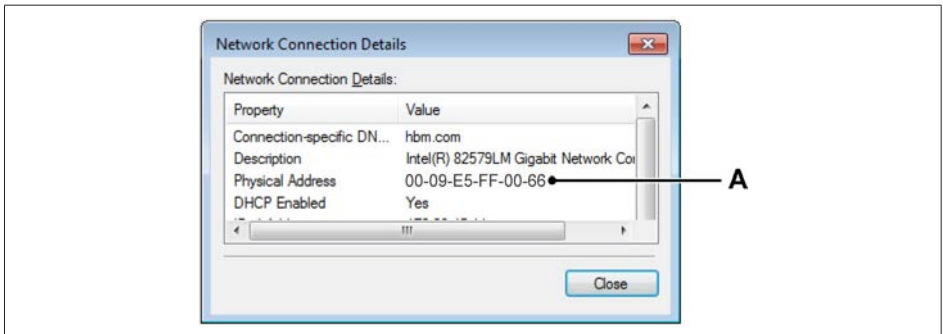 Network Connection Details
Network Connection Details:
Property Value
Connection-specific DN... hbm.com
Description Intel(R) 82579LM Gigabit Network
Physical Address 00-09-E5-FF-00-66 A
DHCP Enabled Yes
Close